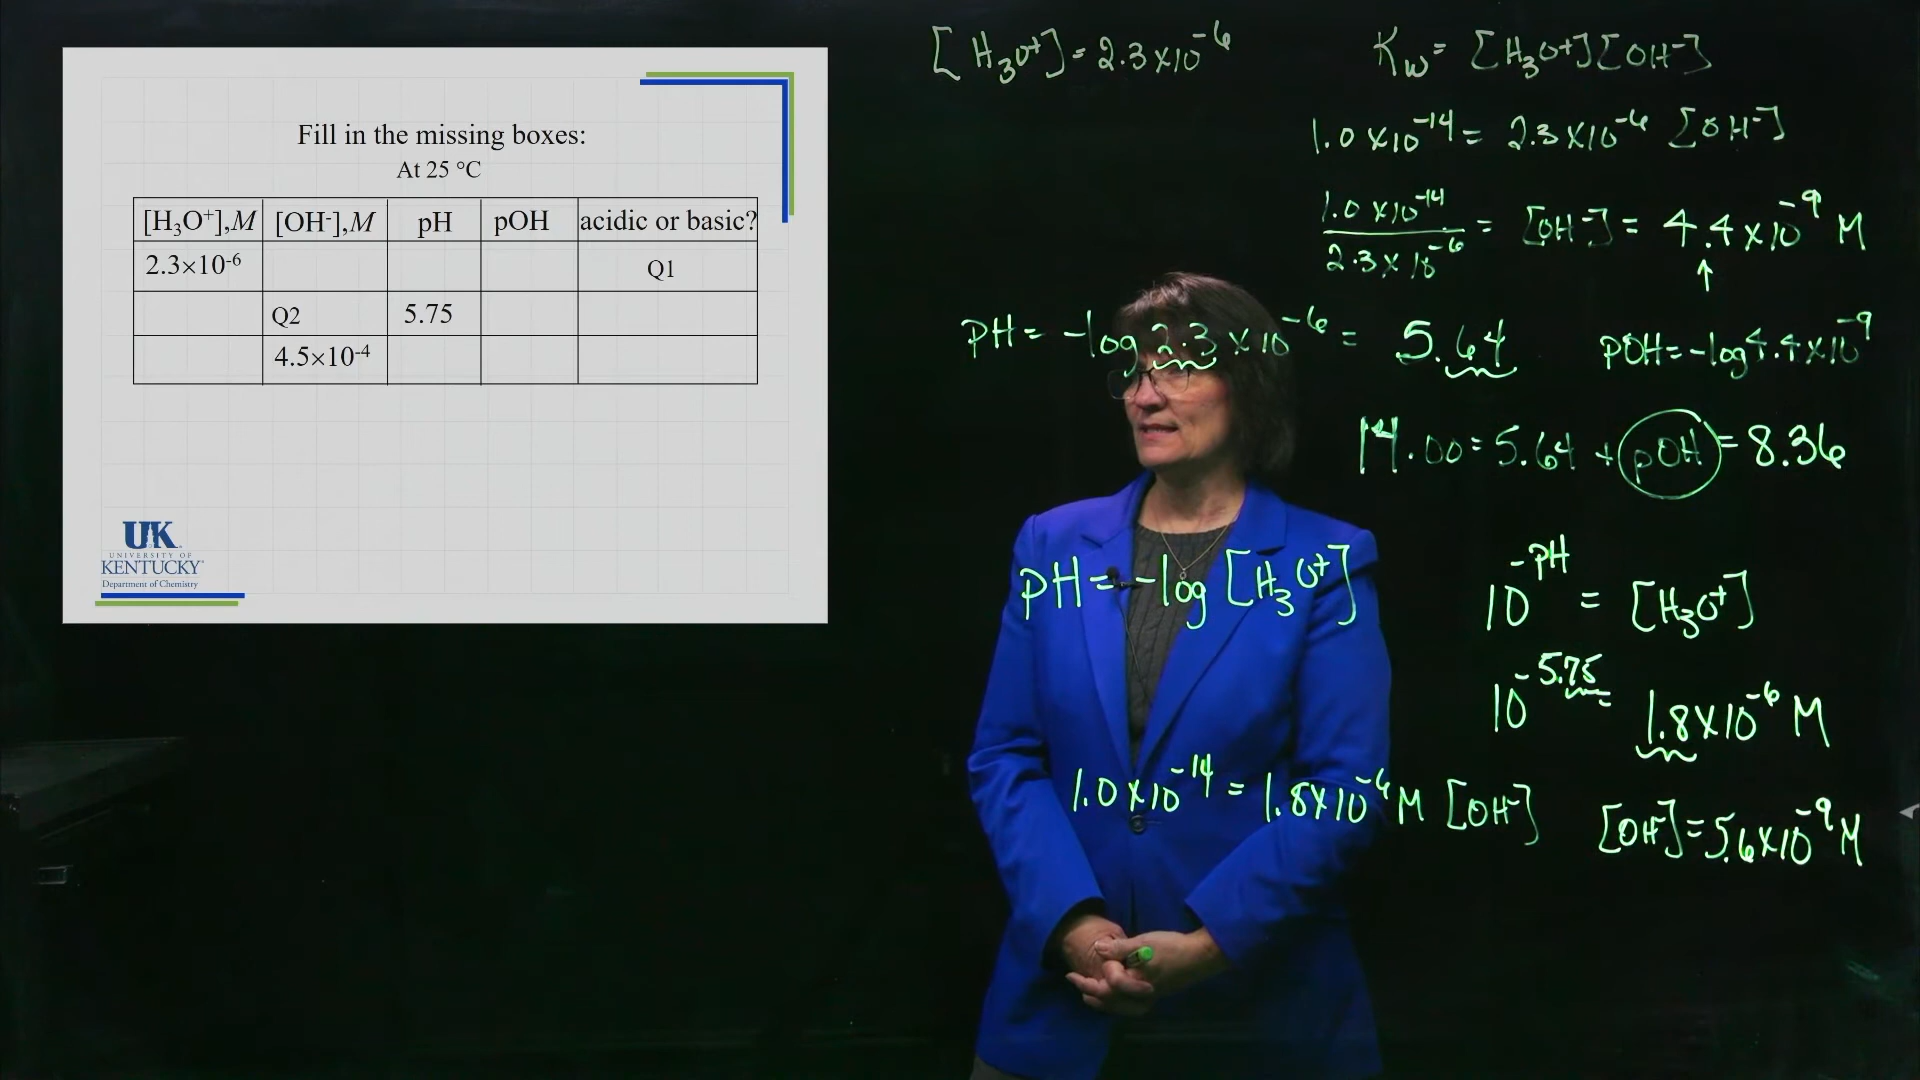 Fill in the missing boxes:
At 25 °C
[H₃O⁺],M [OH⁻],M pH pOH acidic or basic?
2.3×10⁻⁶ Q1
Q2 5.75
4.5×10⁻⁴
UK
UNIVERSITY OF
KENTUCKY
Department of Chemistry
[H₃O⁺] = 2.3×10⁻⁶
Kw = [H₃O⁺][OH⁻]
1.0×10⁻¹⁴ = 2.3×10⁻⁶ [OH⁻]
1.0×10⁻¹⁴
2.3×10⁻⁶ = [OH⁻] = 4.4×10⁻⁹ M
pH = -log 2.3×10⁻⁶ = 5.64
pOH = -log 4.4×10⁻⁹
14.00 = 5.64 + pOH = 8.36
pH = -log [H₃O⁺]
10⁻ᵖᴴ = [H₃O⁺]
10⁻⁵·⁷⁵ = 1.8×10⁻⁶ M
1.0×10⁻¹⁴ = 1.8×10⁻⁶ M [OH⁻]
[OH⁻] = 5.6×10⁻⁹ M